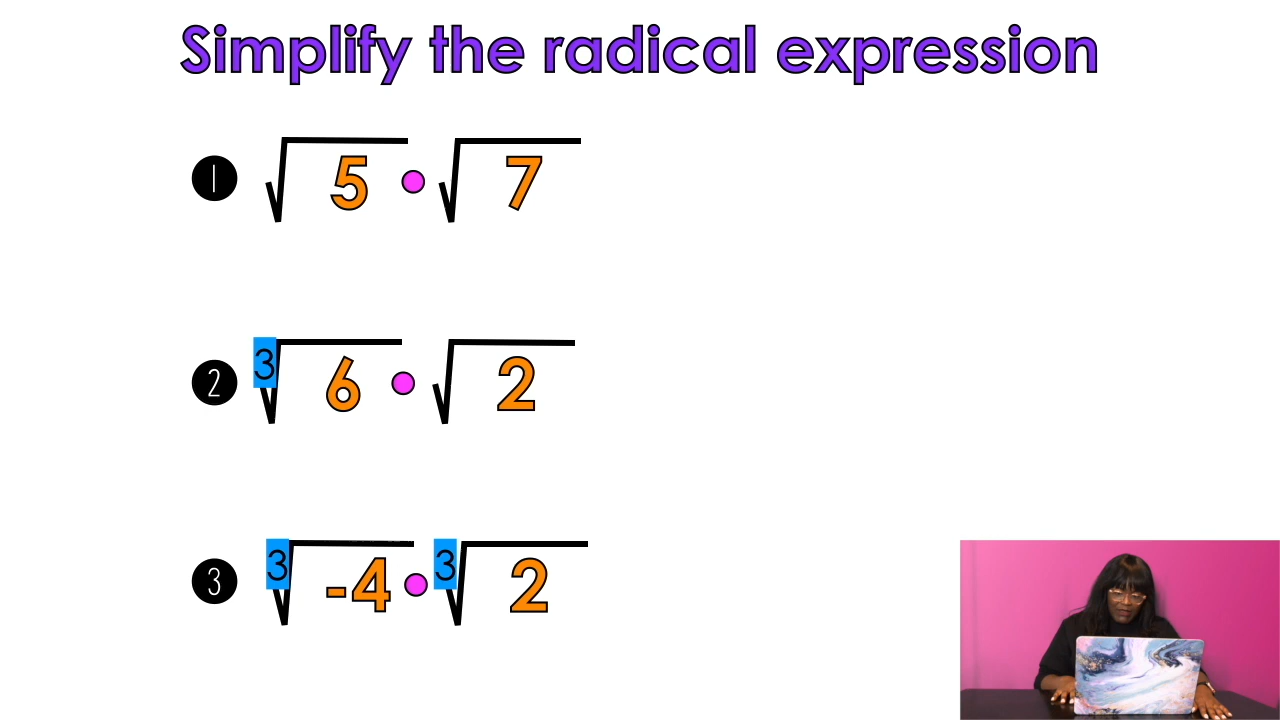 Simplify the radical expression
1 √5 • √7
2 ∛6 • √2
3 ∛-4 • ∛2